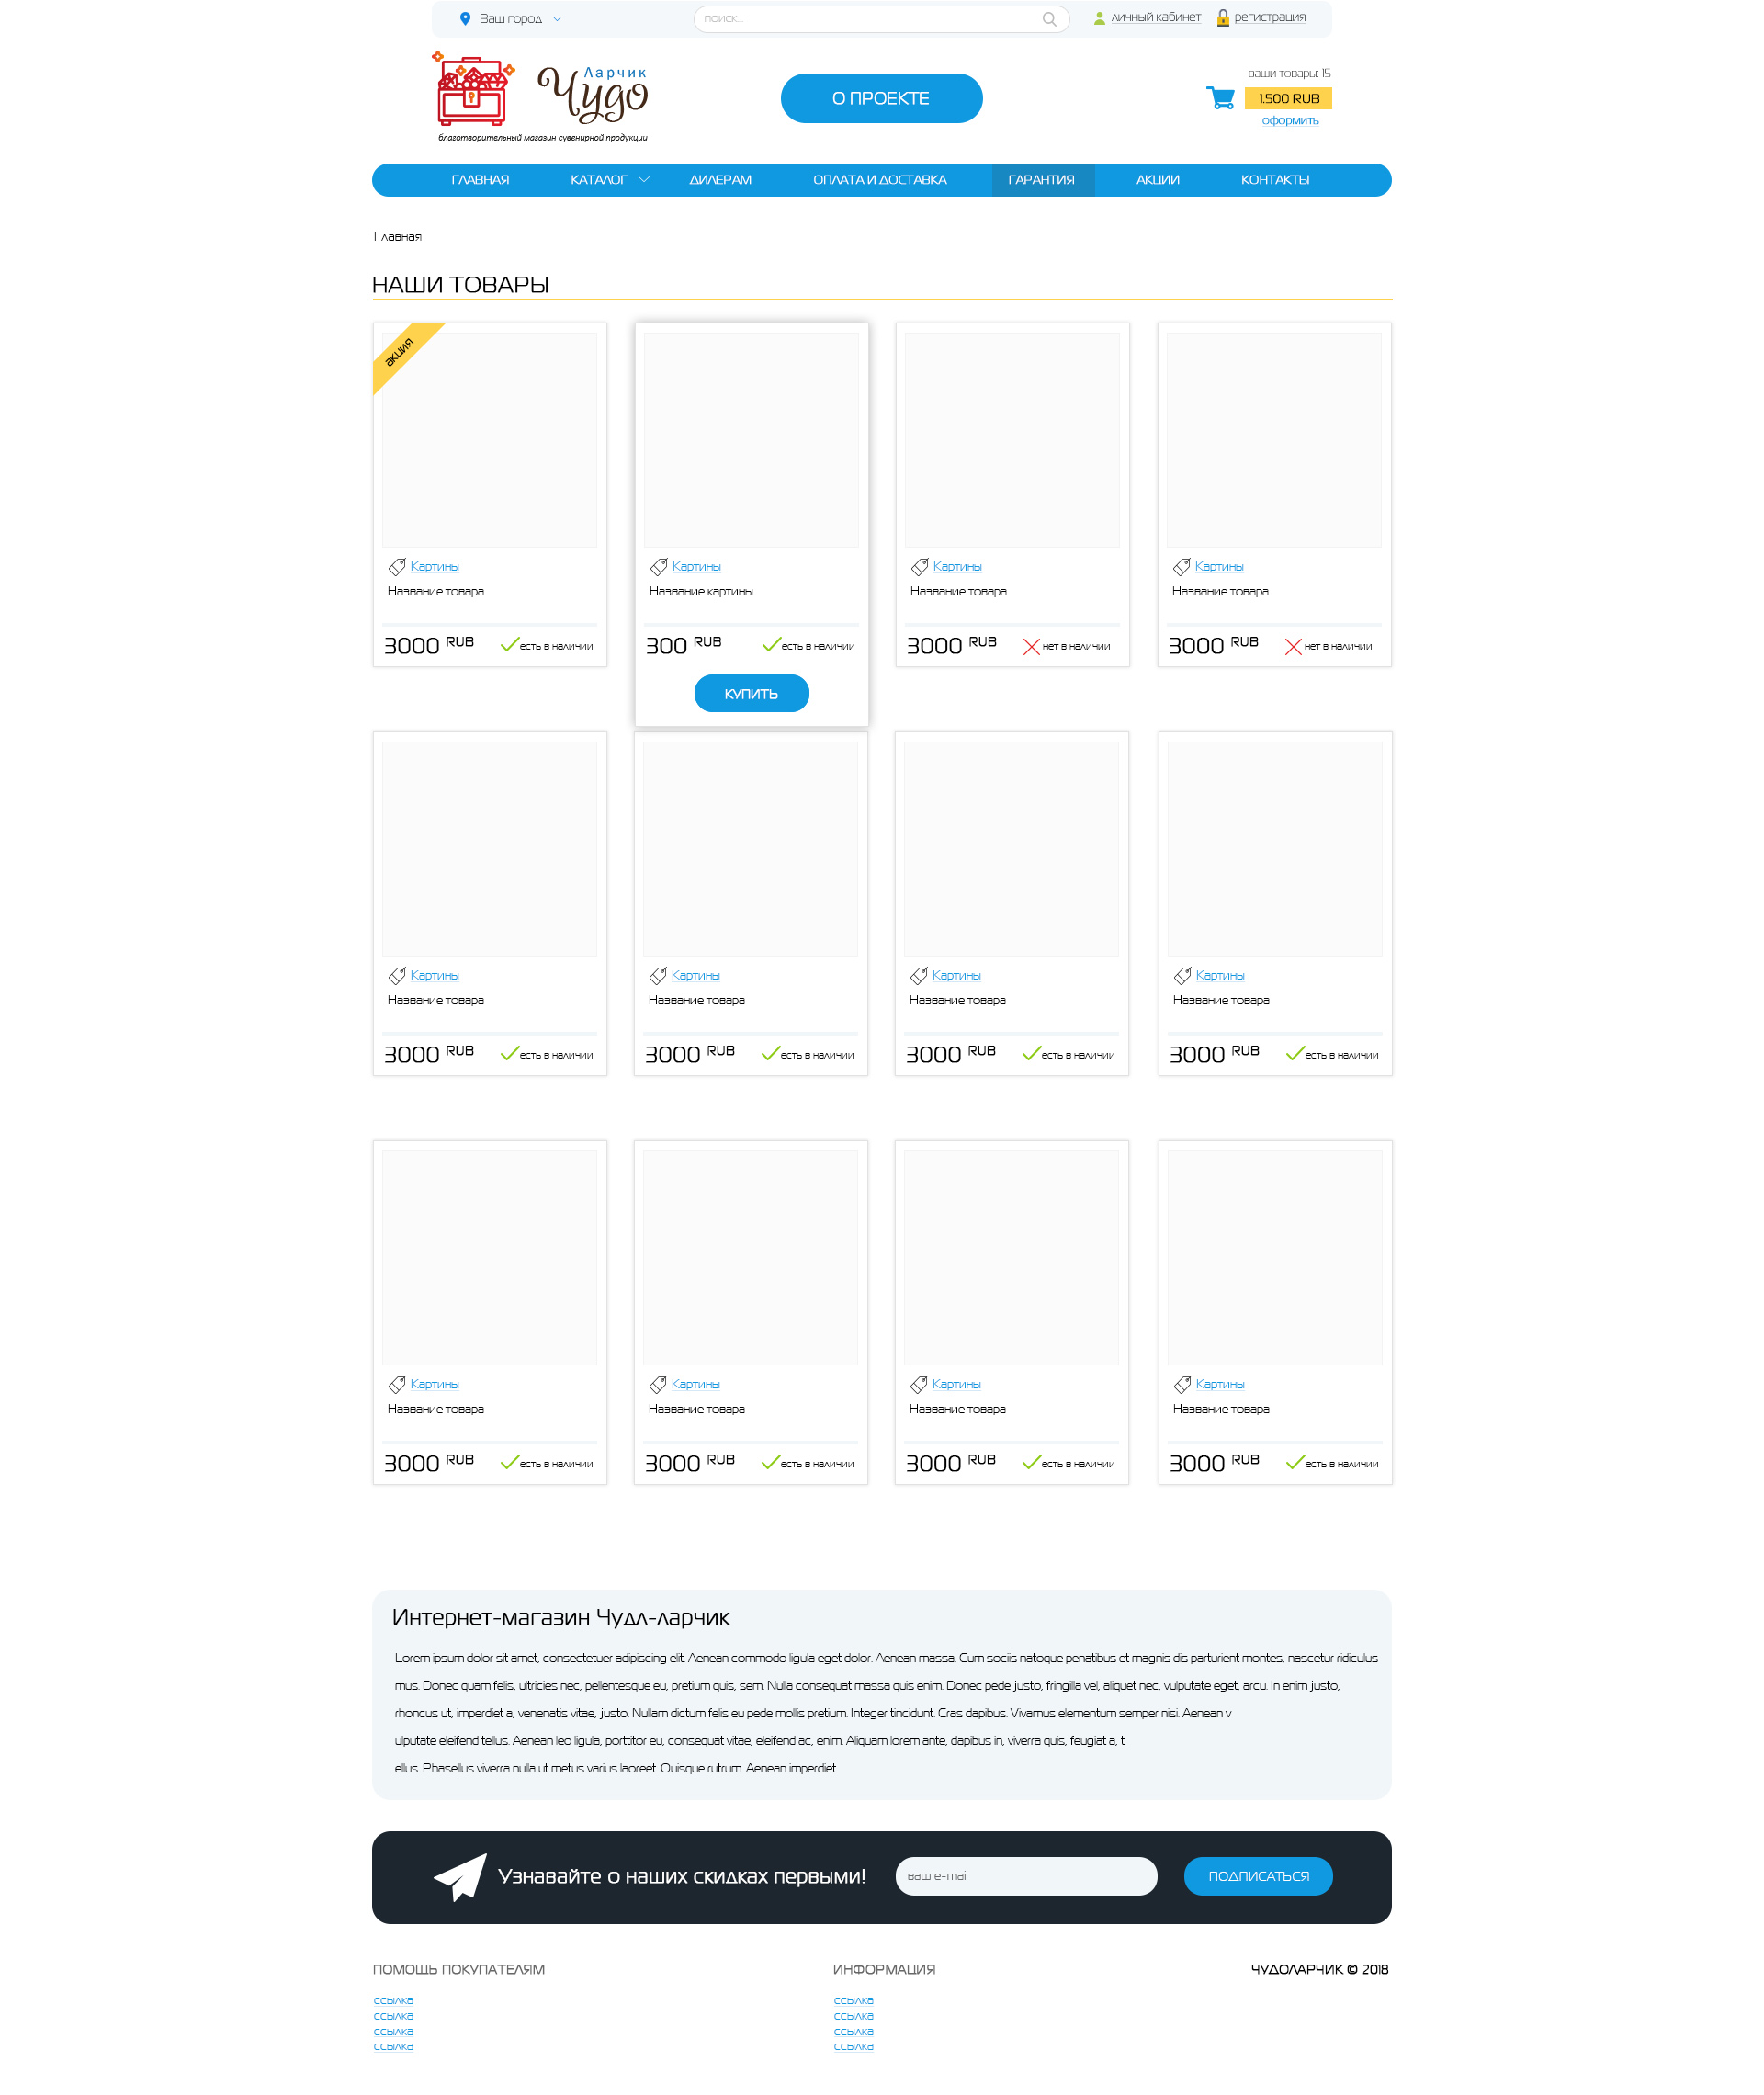 Ваш город
поиск...
личный кабинет
регистрация
Ларчик
Чудо
благотворительный магазин сувенирной продукции
О ПРОЕКТЕ
ваши товары: 15
1.500 RUB
оформить
ГЛАВНАЯ КАТАЛОГ ДИЛЕРАМ ОПЛАТА И ДОСТАВКА ГАРАНТИЯ АКЦИИ КОНТАКТЫ
Главная
НАШИ ТОВАРЫ
акция
Картины
Название товара
3000 RUB есть в наличии
Картины
Название картины
300 RUB есть в наличии
КУПИТЬ
Картины
Название товара
3000 RUB нет в наличии
Картины
Название товара
3000 RUB нет в наличии
Картины
Название товара
3000 RUB есть в наличии
Картины
Название товара
3000 RUB есть в наличии
Картины
Название товара
3000 RUB есть в наличии
Картины
Название товара
3000 RUB есть в наличии
Картины
Название товара
3000 RUB есть в наличии
Картины
Название товара
3000 RUB есть в наличии
Картины
Название товара
3000 RUB есть в наличии
Картины
Название товара
3000 RUB есть в наличии
Интернет-магазин Чудл-ларчик
Lorem ipsum dolor sit amet, consectetuer adipiscing elit. Aenean commodo ligula eget dolor. Aenean massa. Cum sociis natoque penatibus et magnis dis parturient montes, nascetur ridiculus
mus. Donec quam felis, ultricies nec, pellentesque eu, pretium quis, sem. Nulla consequat massa quis enim. Donec pede justo, fringilla vel, aliquet nec, vulputate eget, arcu. In enim justo,
rhoncus ut, imperdiet a, venenatis vitae, justo. Nullam dictum felis eu pede mollis pretium. Integer tincidunt. Cras dapibus. Vivamus elementum semper nisi. Aenean v
ulputate eleifend tellus. Aenean leo ligula, porttitor eu, consequat vitae, eleifend ac, enim. Aliquam lorem ante, dapibus in, viverra quis, feugiat a, t
ellus. Phasellus viverra nulla ut metus varius laoreet. Quisque rutrum. Aenean imperdiet.
Узнавайте о наших скидках первыми!
ваш e-mail
ПОДПИСАТЬСЯ
ПОМОЩЬ ПОКУПАТЕЛЯМ
ссылка
ссылка
ссылка
ссылка
ИНФОРМАЦИЯ
ссылка
ссылка
ссылка
ссылка
ЧУДОЛАРЧИК © 2018